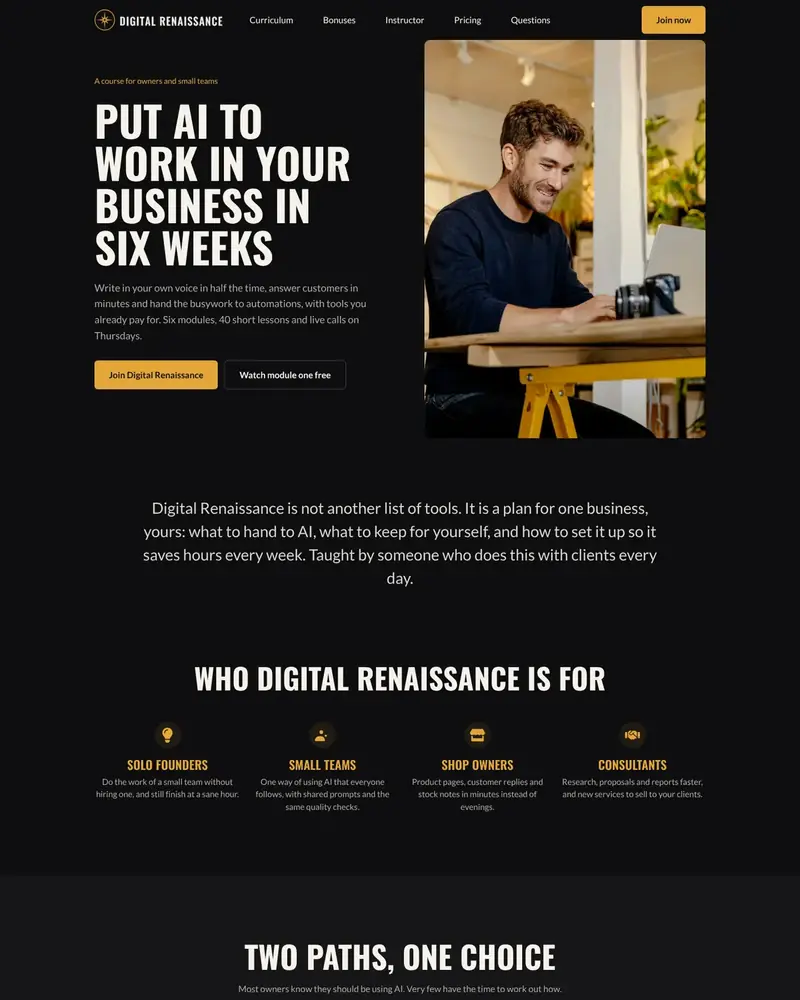 DIGITAL RENAISSANCE
Curriculum
Bonuses
Instructor
Pricing
Questions
Join now
A course for owners and small teams
PUT AI TO
WORK IN YOUR
BUSINESS IN
SIX WEEKS
Write in your own voice in half the time, answer customers in
minutes and hand the busywork to automations, with tools you
already pay for. Six modules, 40 short lessons and live calls on
Thursdays.
Join Digital Renaissance
Watch module one free
Digital Renaissance is not another list of tools. It is a plan for one business,
yours: what to hand to AI, what to keep for yourself, and how to set it up so it
saves hours every week. Taught by someone who does this with clients every
day.
WHO DIGITAL RENAISSANCE IS FOR
SOLO FOUNDERS
Do the work of a small team without
hiring one, and still finish at a sane hour.
SMALL TEAMS
One way of using AI that everyone
follows, with shared prompts and the
same quality checks.
SHOP OWNERS
Product pages, customer replies and
stock notes in minutes instead of
evenings.
CONSULTANTS
Research, proposals and reports faster,
and new services to sell to your clients.
TWO PATHS, ONE CHOICE
Most owners know they should be using AI. Very few have the time to work out how.